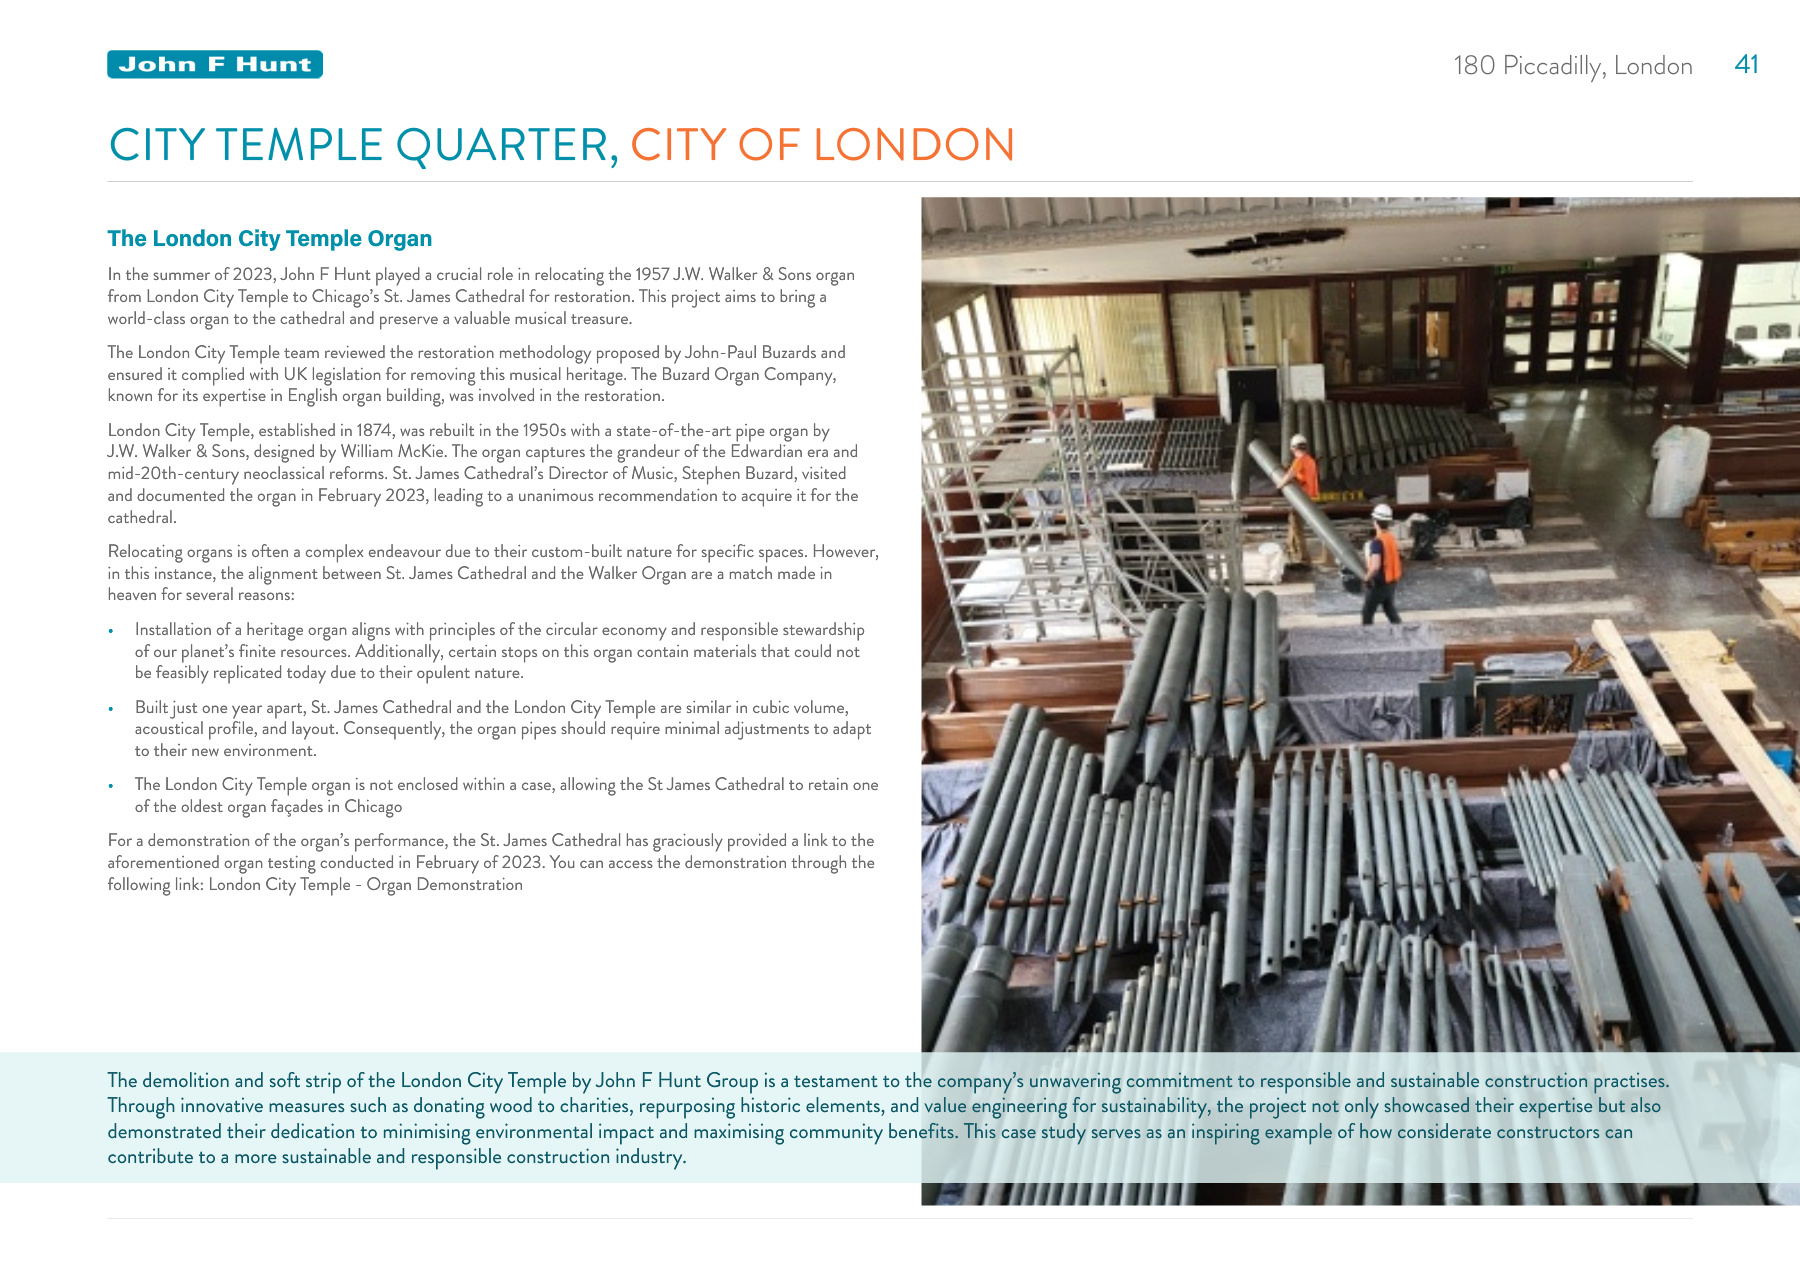 John F Hunt
180 Piccadilly, London 41
CITY TEMPLE QUARTER, CITY OF LONDON
The London City Temple Organ
In the summer of 2023, John F Hunt played a crucial role in relocating the 1957 J.W. Walker & Sons organ
from London City Temple to Chicago's St. James Cathedral for restoration. This project aims to bring a
world-class organ to the cathedral and preserve a valuable musical treasure.
The London City Temple team reviewed the restoration methodology proposed by John-Paul Buzards and
ensured it complied with UK legislation for removing this musical heritage. The Buzard Organ Company,
known for its expertise in English organ building, was involved in the restoration.
London City Temple, established in 1874, was rebuilt in the 1950s with a state-of-the-art pipe organ by
J.W. Walker & Sons, designed by William McKie. The organ captures the grandeur of the Edwardian era and
mid-20th-century neoclassical reforms. St. James Cathedral's Director of Music, Stephen Buzard, visited
and documented the organ in February 2023, leading to a unanimous recommendation to acquire it for the
cathedral.
Relocating organs is often a complex endeavour due to their custom-built nature for specific spaces. However,
in this instance, the alignment between St. James Cathedral and the Walker Organ are a match made in
heaven for several reasons:
• Installation of a heritage organ aligns with principles of the circular economy and responsible stewardship
of our planet's finite resources. Additionally, certain stops on this organ contain materials that could not
be feasibly replicated today due to their opulent nature.
• Built just one year apart, St. James Cathedral and the London City Temple are similar in cubic volume,
acoustical profile, and layout. Consequently, the organ pipes should require minimal adjustments to adapt
to their new environment.
• The London City Temple organ is not enclosed within a case, allowing the St James Cathedral to retain one
of the oldest organ façades in Chicago
For a demonstration of the organ's performance, the St. James Cathedral has graciously provided a link to the
aforementioned organ testing conducted in February of 2023. You can access the demonstration through the
following link: London City Temple - Organ Demonstration
The demolition and soft strip of the London City Temple by John F Hunt Group is a testament to the company's unwavering commitment to responsible and sustainable construction practises.
Through innovative measures such as donating wood to charities, repurposing historic elements, and value engineering for sustainability, the project not only showcased their expertise but also
demonstrated their dedication to minimising environmental impact and maximising community benefits. This case study serves as an inspiring example of how considerate constructors can
contribute to a more sustainable and responsible construction industry.